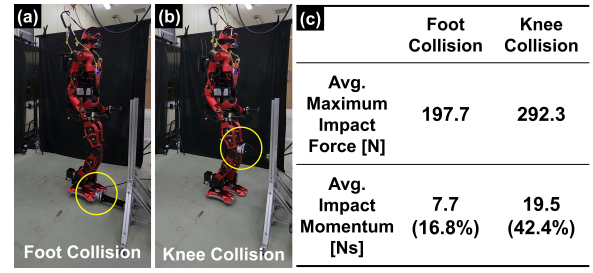 (a)
Foot Collision
(b)
Knee Collision
(c)
Foot Collision
Knee Collision
Avg. Maximum Impact Force [N]
197.7
292.3
Avg. Impact Momentum [Ns]
7.7 (16.8%)
19.5 (42.4%)